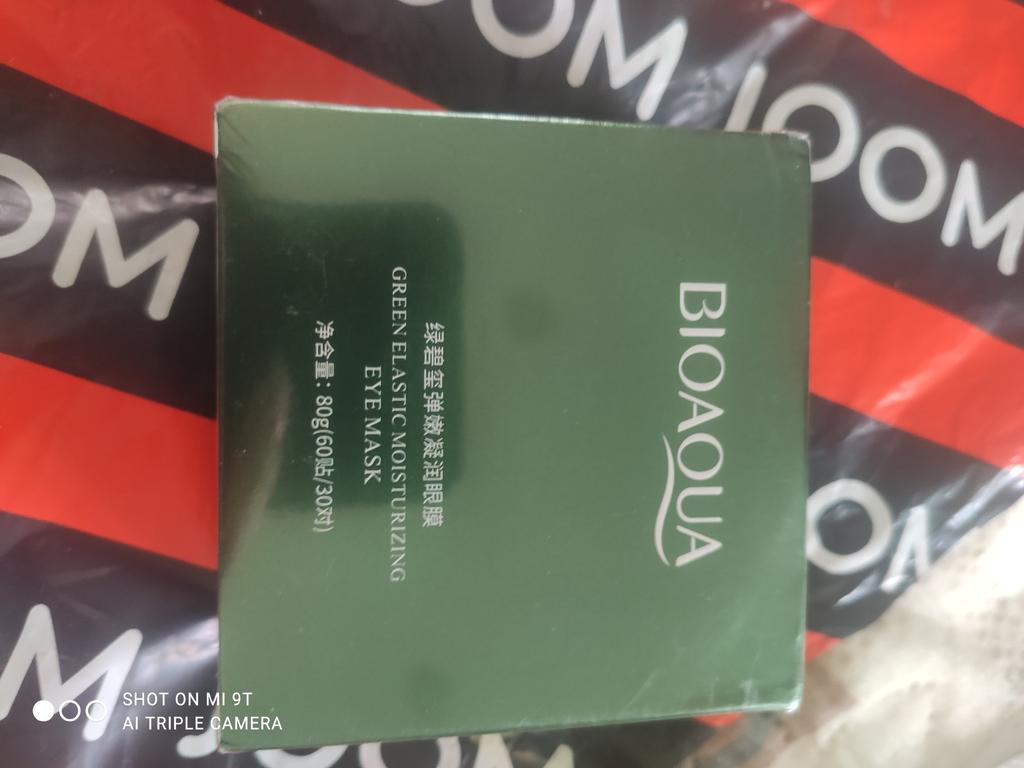 BIOAQUA
绿碧玺弹嫩凝润眼膜
GREEN ELASTIC MOISTURIZING
EYE MASK
净含量：80g(60贴/30对)
JOOM
JOOM
OM
SHOT ON MI 9T
AI TRIPLE CAMERA